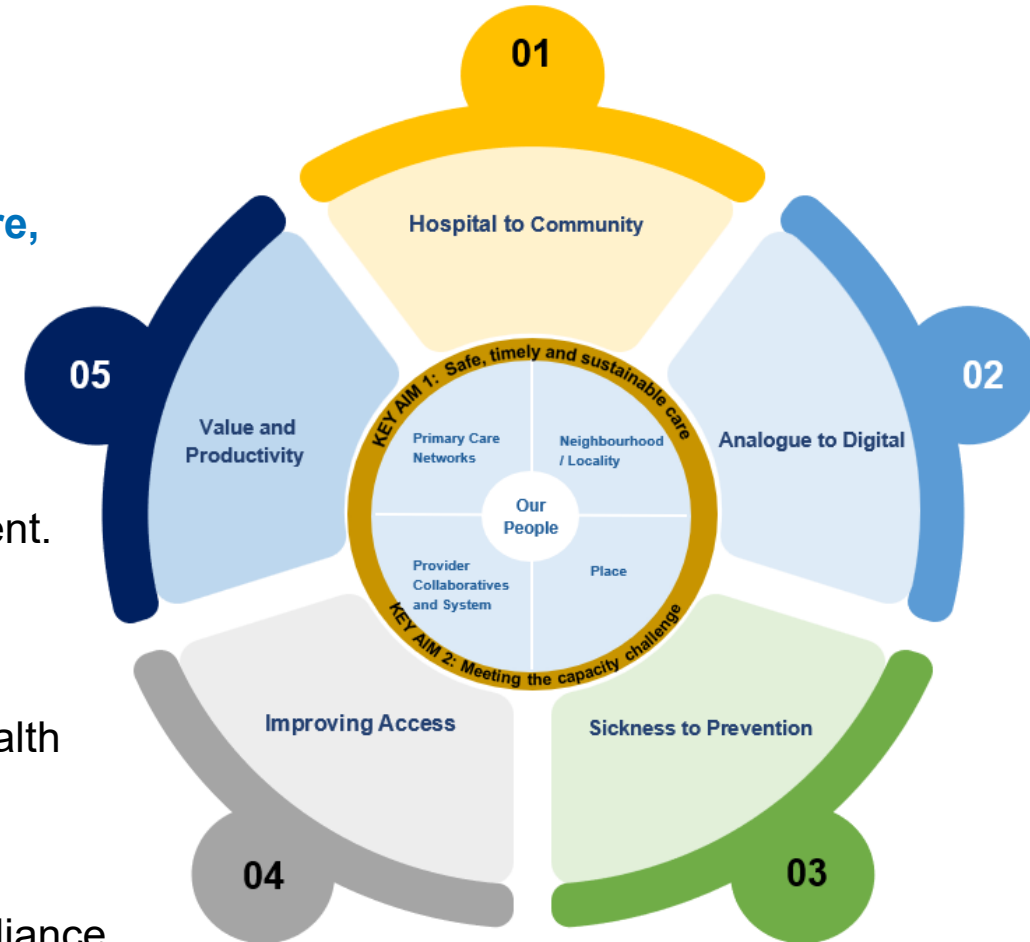 re,
ent.
alth
liance
01
Hospital to Community
02
Analogue to Digital
03
Sickness to Prevention
04
Improving Access
05
Value and
Productivity
KEY AIM 1: Safe, timely and sustainable care
Primary Care
Networks
Neighbourhood
/ Locality
Our
People
Provider
Collaboratives
and System
Place
KEY AIM 2: Meeting the capacity challenge